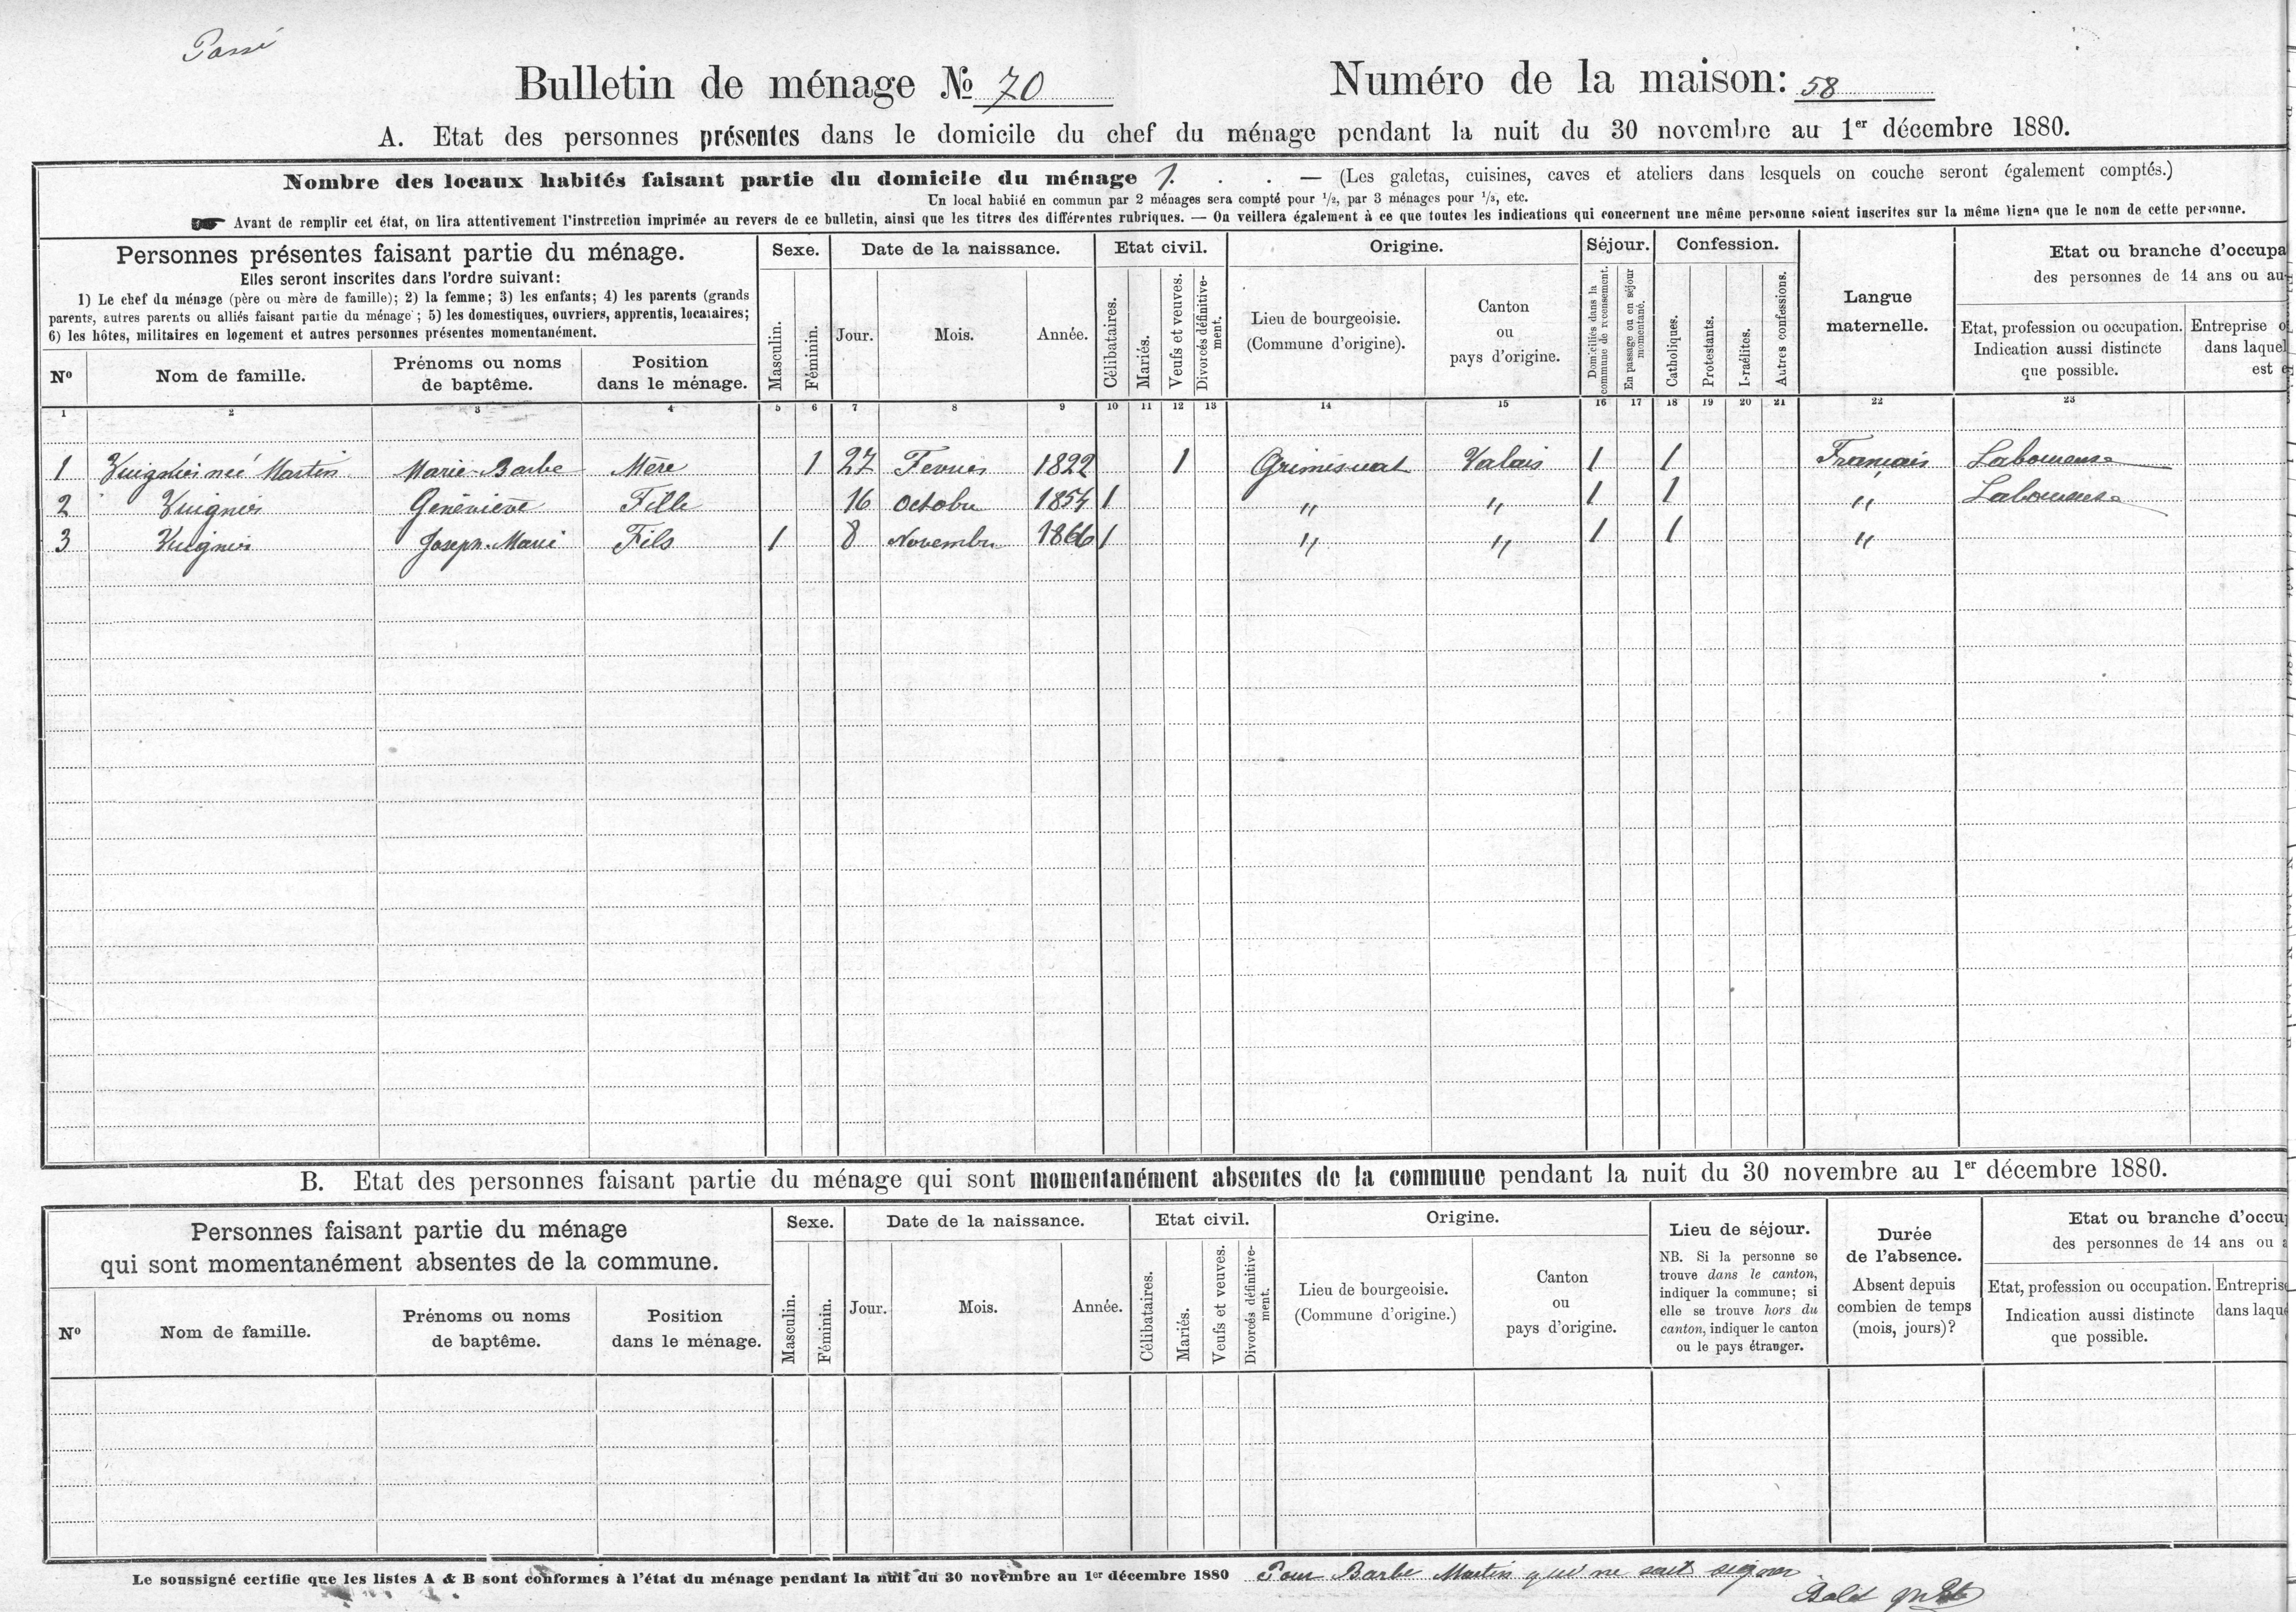 Passé
Bulletin de ménage № 70
Numéro de la maison: 58
A. Etat des personnes présentes dans le domicile du chef du ménage pendant la nuit du 30 novembre au 1er décembre 1880.
Nombre des locaux habités faisant partie du domicile du ménage 1. . . — (Les galetas, cuisines, caves et ateliers dans lesquels on couche seront également comptés.)
Un local habité en commun par 2 ménages sera compté pour 1/2, par 3 ménages pour 1/3, etc.
Avant de remplir cet état, on lira attentivement l'instruction imprimée au revers de ce bulletin, ainsi que les titres des différentes rubriques. — On veillera également à ce que toutes les indications qui concernent une même personne soient inscrites sur la même ligne que le nom de cette personne.
Personnes présentes faisant partie du ménage.
Elles seront inscrites dans l'ordre suivant:
1) Le chef du ménage (père ou mère de famille); 2) la femme; 3) les enfants; 4) les parents (grands
parents, autres parents ou alliés faisant partie du ménage; 5) les domestiques, ouvriers, apprentis, locataires;
6) les hôtes, militaires en logement et autres personnes présentes momentanément.
No
Nom de famille.
Prénoms ou noms
de baptême.
Position
dans le ménage.
Sexe.
Masculin.
Féminin.
Date de la naissance.
Jour.
Mois.
Année.
Etat civil.
Célibataires.
Mariés.
Veufs et veuves.
Divorcés définitive-
ment.
Origine.
Lieu de bourgeoisie.
(Commune d'origine).
Canton
ou
pays d'origine.
Séjour.
Domiciliés dans la
commune de recensement.
En passage ou en séjour
momentané.
Confession.
Catholiques.
Protestants.
Israélites.
Autres confessions.
Langue
maternelle.
Etat ou branche d'occupa
des personnes de 14 ans ou au-
Etat, profession ou occupation.
Indication aussi distincte
que possible.
Entreprise o
dans laquel
est e
1 2 3 4 5 6 7 8 9 10 11 12 13 14 15 16 17 18 19 20 21 22 23
1 Vuignier neé Martin Marie-Barbe Mère 1 27 Fevrier 1822 1 Grimisuat Valais 1 1 Français Laboureuse
2 Vuignier Géneviève Fille 16 Octobre 1854 1 " " 1 1 " Laboureuse
3 Vuignier Joseph-Marie Fils 1 8 Novembre 1866 1 " " 1 1 "
B. Etat des personnes faisant partie du ménage qui sont momentanément absentes de la commune pendant la nuit du 30 novembre au 1er décembre 1880.
Personnes faisant partie du ménage
qui sont momentanément absentes de la commune.
No
Nom de famille.
Prénoms ou noms
de baptême.
Position
dans le ménage.
Sexe.
Masculin.
Féminin.
Date de la naissance.
Jour.
Mois.
Année.
Etat civil.
Célibataires.
Mariés.
Veufs et veuves.
Divorcés définitive-
ment.
Origine.
Lieu de bourgeoisie.
(Commune d'origine.)
Canton
ou
pays d'origine.
Lieu de séjour.
NB. Si la personne se
trouve dans le canton,
indiquer la commune; si
elle se trouve hors du
canton, indiquer le canton
ou le pays étranger.
Durée
de l'absence.
Absent depuis
combien de temps
(mois, jours)?
Etat ou branche d'occu
des personnes de 14 ans ou a
Etat, profession ou occupation.
Indication aussi distincte
que possible.
Entreprise
dans laque
Le soussigné certifie que les listes A & B sont conformes à l'état du ménage pendant la nuit du 30 novembre au 1er décembre 1880 Pour Barbe Martin qui ne sait signer